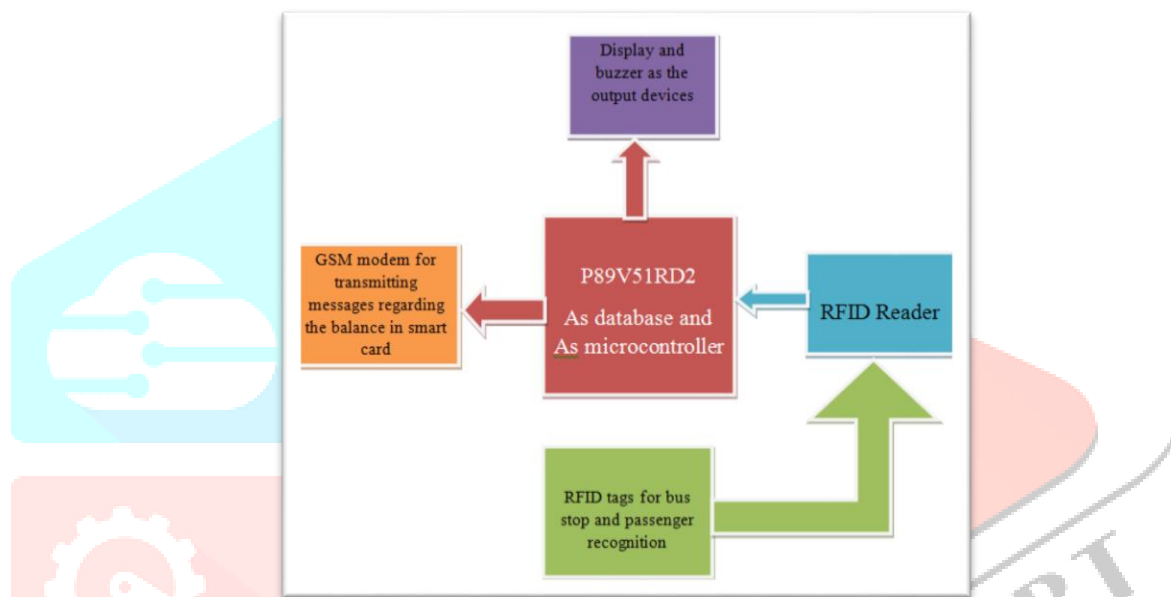 Display and
buzzer as the
output devices
GSM modem for
transmitting
messages regarding
the balance in smart
card
P89V51RD2
As database and
As microcontroller
RFID Reader
RFID tags for bus
stop and passenger
recognition